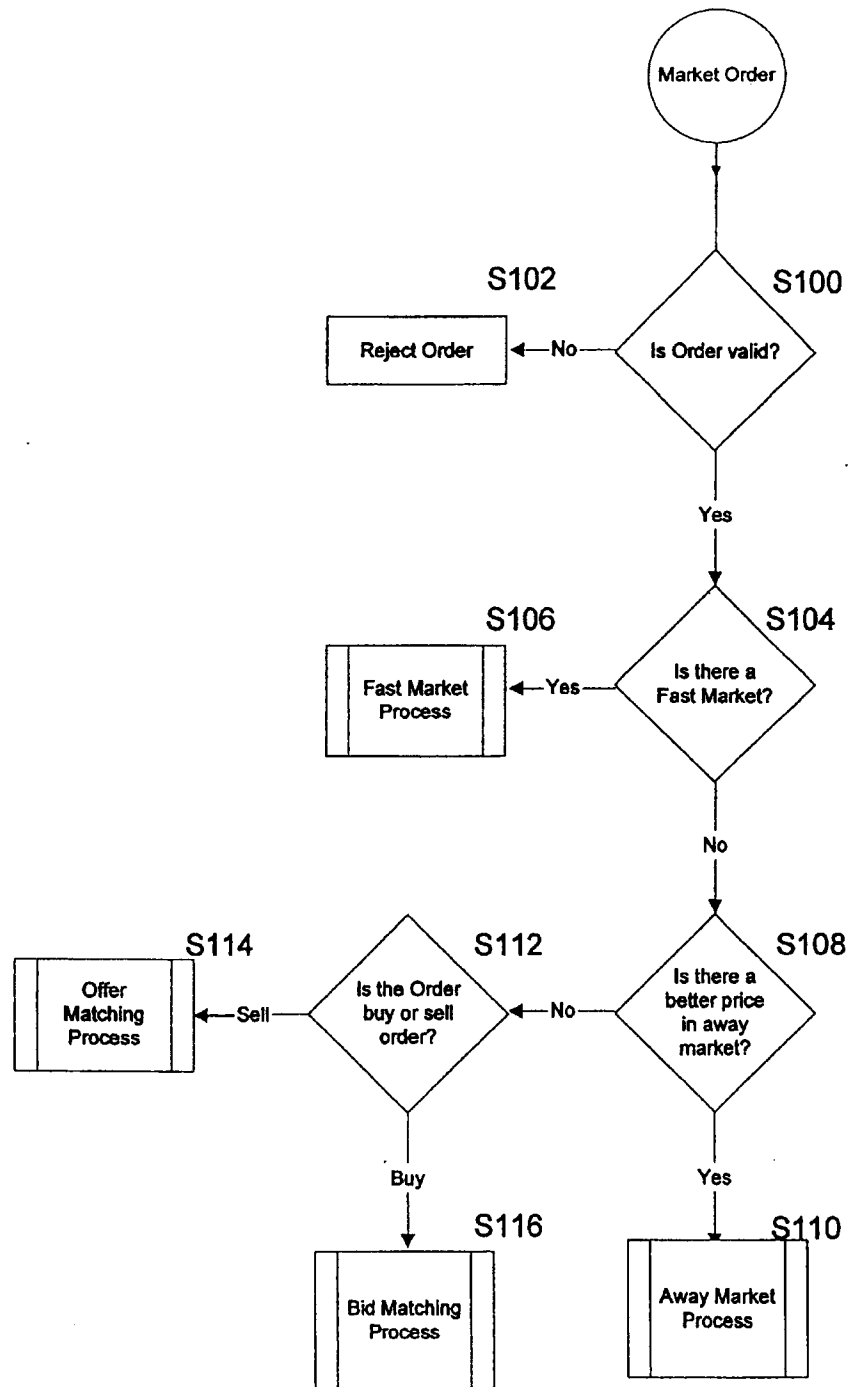 Market Order
S102
S100
Reject Order
No
Is Order valid?
Yes
S106
S104
Fast Market
Process
Yes
Is there a
Fast Market?
No
S114
S112
S108
Offer
Matching
Process
Sell
Is the Order
buy or sell
order?
No
Is there a
better price
in away
market?
Buy
Yes
S116
S110
Bid Matching
Process
Away Market
Process